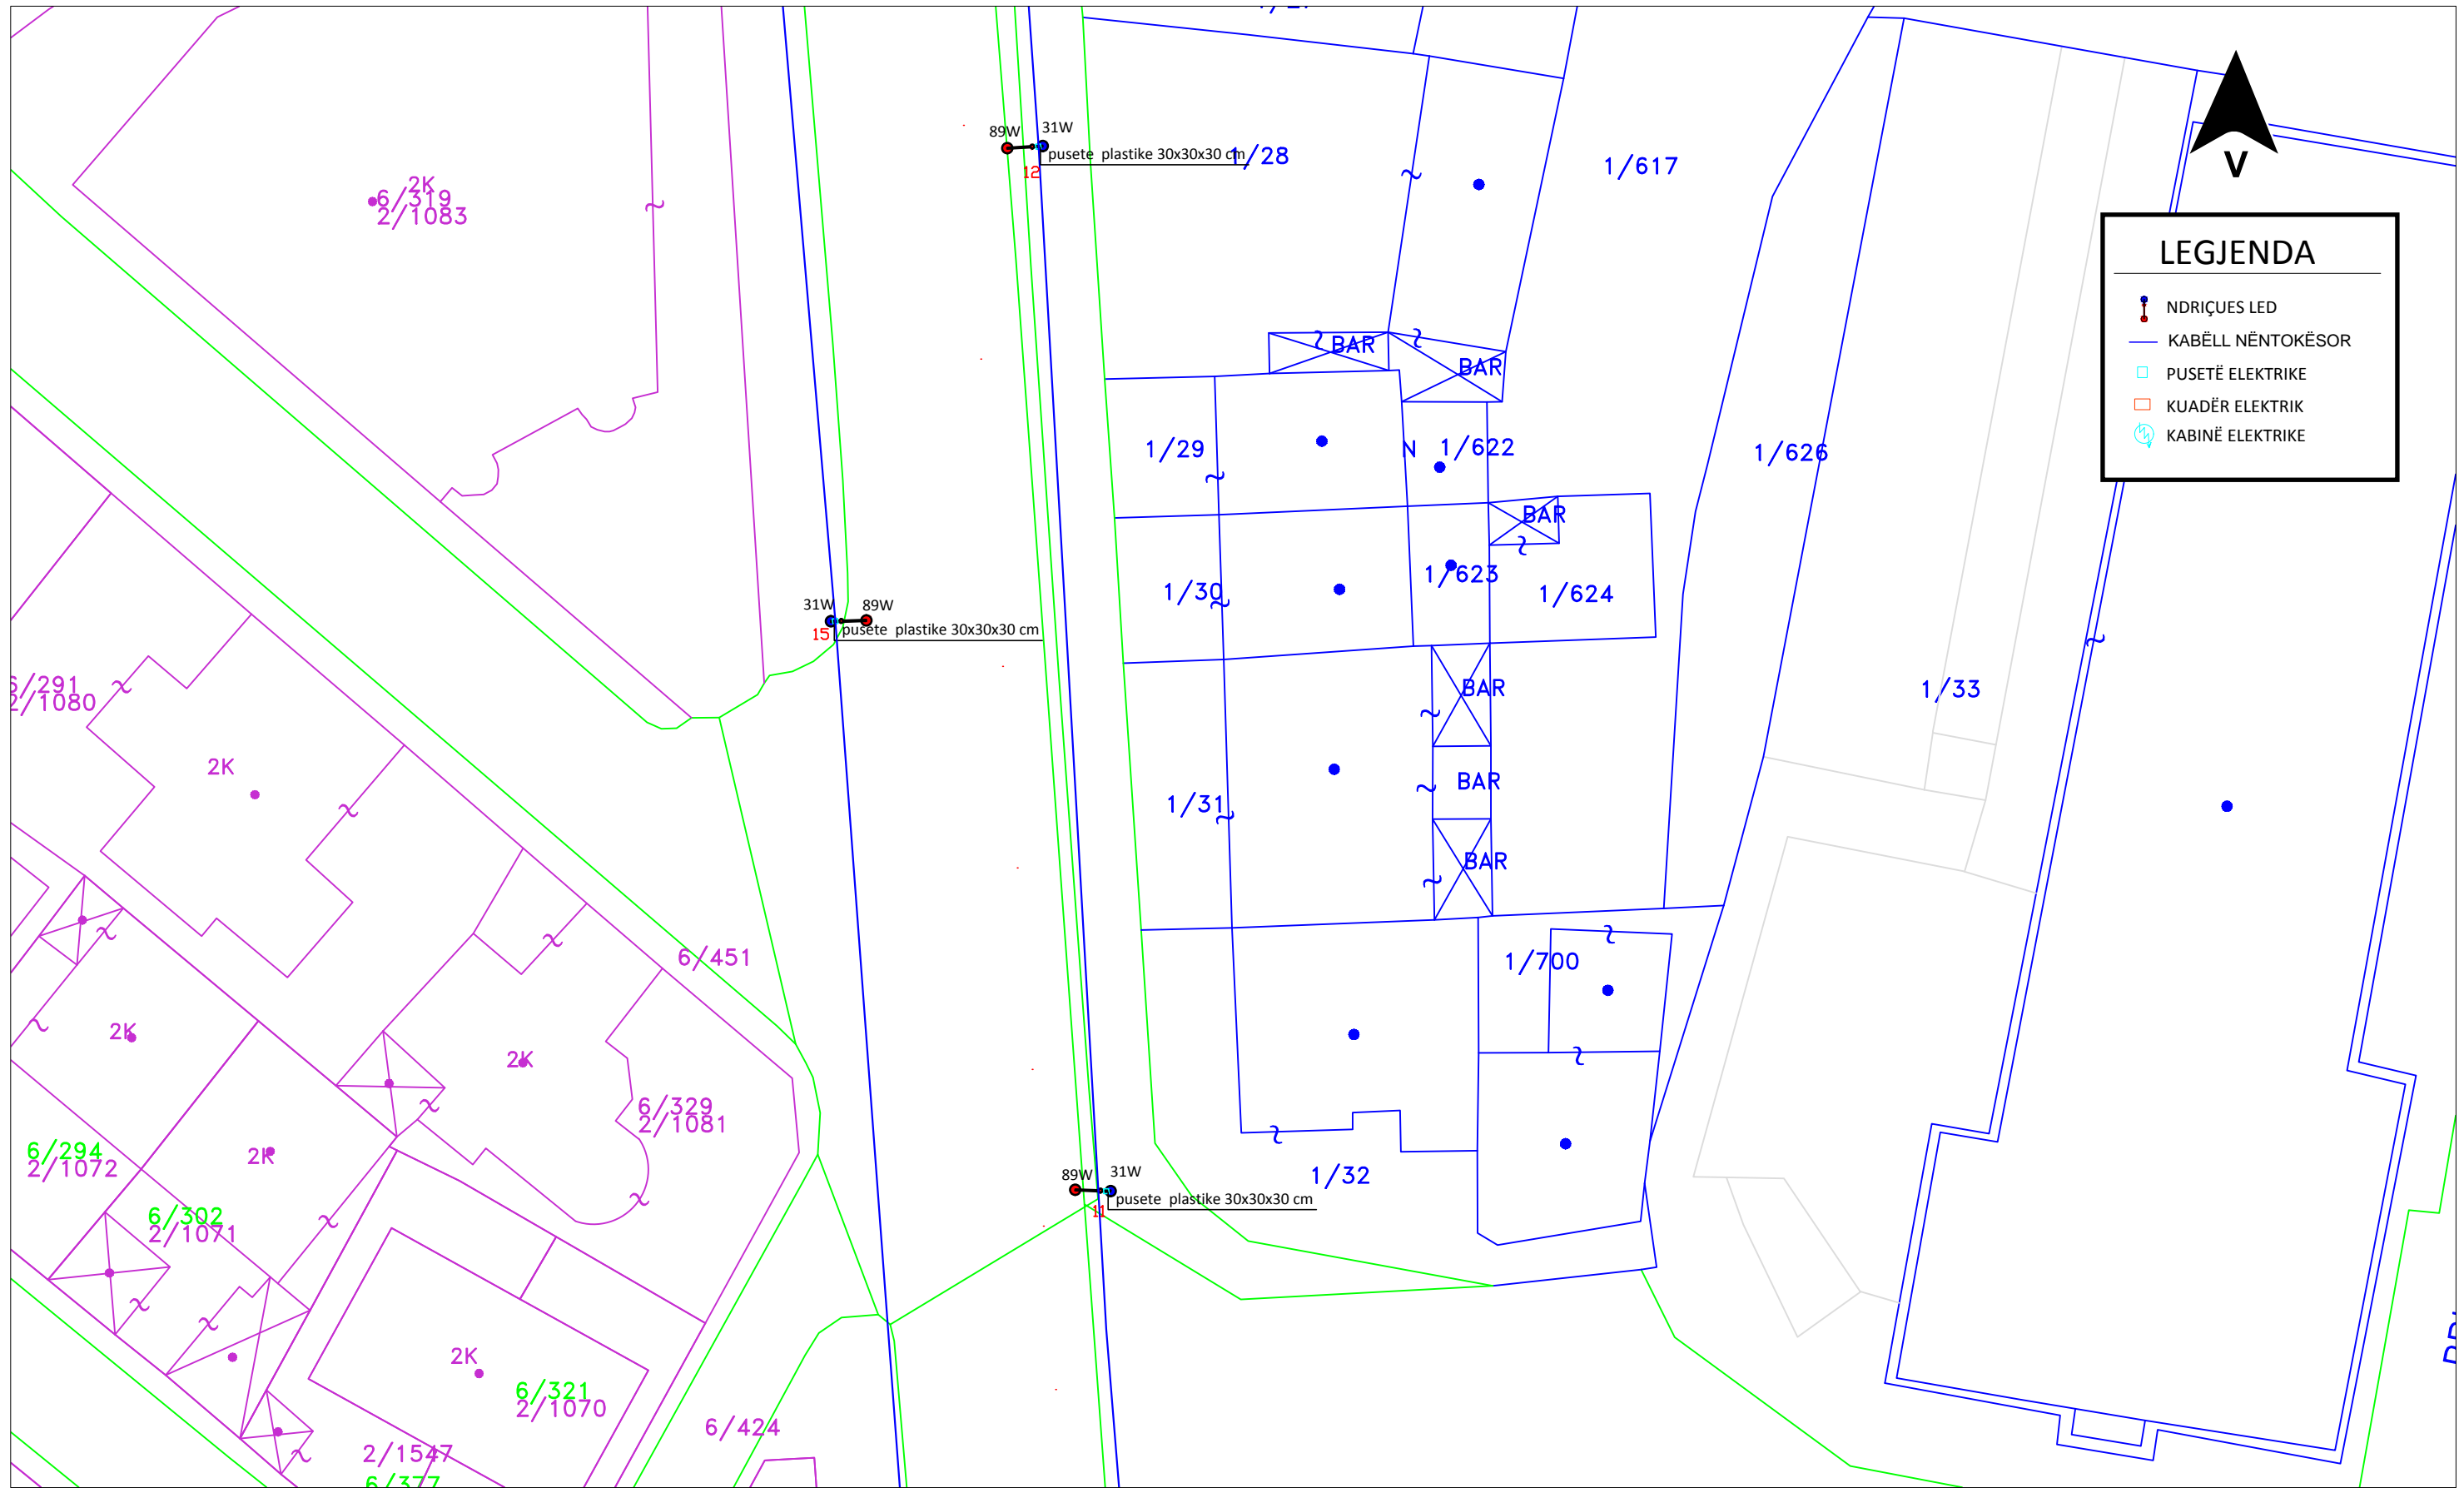 89W
31W
pusete plastike 30x30x30 cm
12
1/28
1/617
V
2K
6/319
2/1083
LEGJENDA
NDRIÇUES LED
KABËLL NËNTOKËSOR
PUSETË ELEKTRIKE
KUADËR ELEKTRIK
KABINË ELEKTRIKE
BAR
BAR
1/29
N
1/622
1/626
BAR
1/30
1/623
1/624
31W
89W
15
pusete plastike 30x30x30 cm
6/291
2/1080
BAR
1/33
2K
BAR
1/31
BAR
6/451
1/700
2K
2K
6/329
2/1081
6/294
2/1072
2K
1/32
89W
31W
pusete plastike 30x30x30 cm
11
6/302
2/1071
2K
6/321
2/1070
6/424
2/1547
6/377